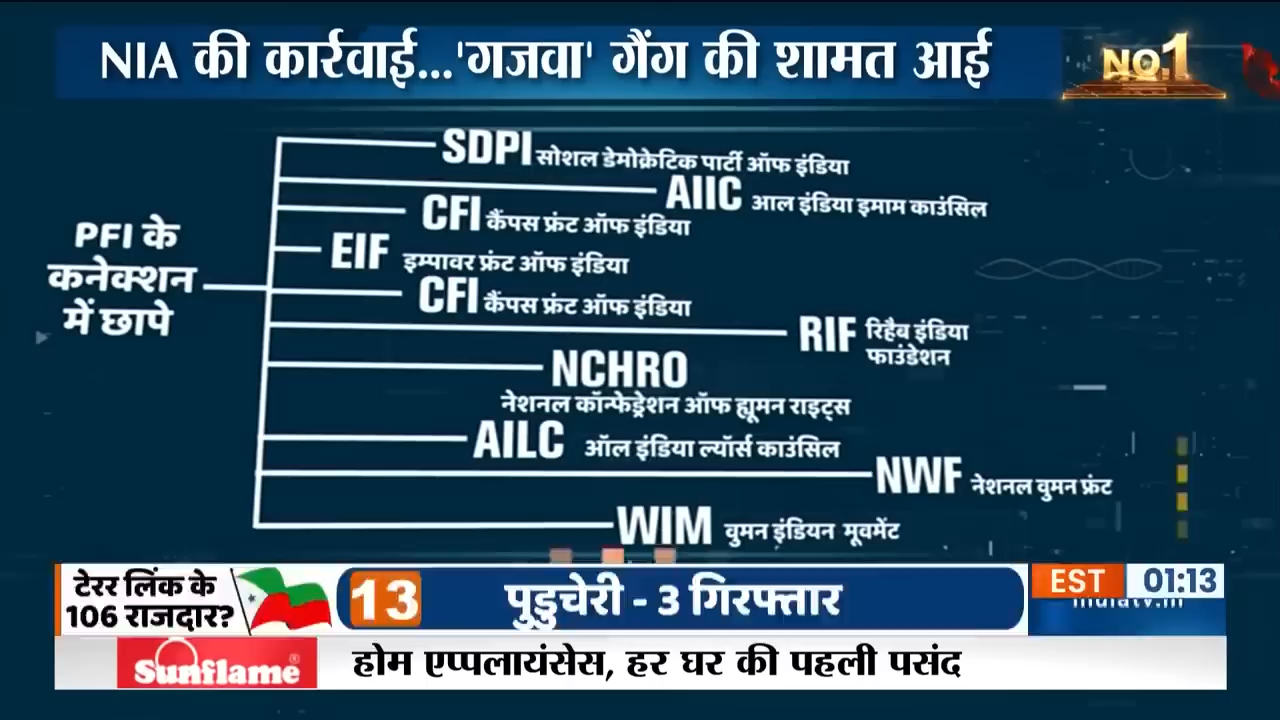 NIA की कार्रवाई...'गजवा' गैंग की शामत आई
NO.1
PFI के
कनेक्शन
में छापे
SDPI सोशल डेमोक्रेटिक पार्टी ऑफ इंडिया
AIIC आल इंडिया इमाम काउंसिल
CFI कैंपस फ्रंट ऑफ इंडिया
EIF इम्पावर फ्रंट ऑफ इंडिया
CFI कैंपस फ्रंट ऑफ इंडिया
RIF रिहैब इंडिया
फाउंडेशन
NCHRO
नेशनल कॉन्फेड्रेशन ऑफ ह्यूमन राइट्स
AILC ऑल इंडिया ल्यॉर्स काउंसिल
NWF नेशनल वुमन फ्रंट
WIM वुमन इंडियन मूवमेंट
टेरर लिंक के
106 राजदार?
13 पुडुचेरी - 3 गिरफ्तार
EST 01:13
indiatv.in
Sunflame® होम एप्पलायंसेस, हर घर की पहली पसंद